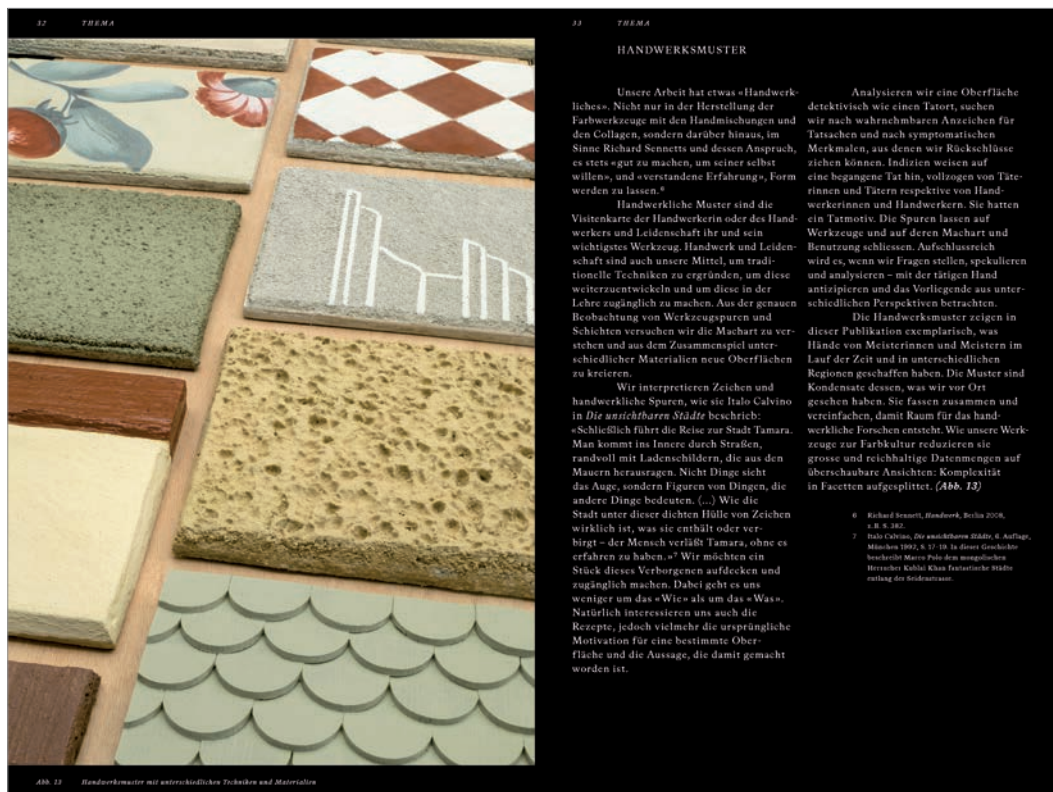 32 THEMA
Abb. 13 Handwerksmuster mit unterschiedlichen Techniken und Materialien
33 THEMA
HANDWERKSMUSTER
Unsere Arbeit hat etwas «Handwerk-
liches». Nicht nur in der Herstellung der
Farbwerkzeuge mit den Handmischungen und
den Collagen, sondern darüber hinaus, im
Sinne Richard Sennetts und dessen Anspruch,
es stets «gut zu machen, um seiner selbst
willen», und «verstandene Erfahrung», Form
werden zu lassen.⁶
Handwerkliche Muster sind die
Visitenkarte der Handwerkerin oder des Hand-
werkers und Leidenschaft ihr und sein
wichtigstes Werkzeug. Handwerk und Leiden-
schaft sind auch unsere Mittel, um tradi-
tionelle Techniken zu ergründen, um diese
weiterzuentwickeln und um diese in der
Lehre zugänglich zu machen. Aus der genauen
Beobachtung von Werkzeugspuren und
Schichten versuchen wir die Machart zu ver-
stehen und aus dem Zusammenspiel unter-
schiedlicher Materialien neue Oberflächen
zu kreieren.
Wir interpretieren Zeichen und
handwerkliche Spuren, wie sie Italo Calvino
in Die unsichtbaren Städte beschrieb:
«Schließlich führt die Reise zur Stadt Tamara.
Man kommt ins Innere durch Straßen,
randvoll mit Ladenschildern, die aus den
Mauern herausragen. Nicht Dinge sieht
das Auge, sondern Figuren von Dingen, die
andere Dinge bedeuten. (...) Wie die
Stadt unter dieser dichten Hülle von Zeichen
wirklich ist, was sie enthält oder ver-
birgt – der Mensch verläßt Tamara, ohne es
erfahren zu haben.»⁷ Wir möchten ein
Stück dieses Verborgenen aufdecken und
zugänglich machen. Dabei geht es uns
weniger um das «Wie» als um das «Was».
Natürlich interessieren uns auch die
Rezepte, jedoch vielmehr die ursprüngliche
Motivation für eine bestimmte Ober-
fläche und die Aussage, die damit gemacht
worden ist.
Analysieren wir eine Oberfläche
detektivisch wie einen Tatort, suchen
wir nach wahrnehmbaren Anzeichen für
Tatsachen und nach symptomatischen
Merkmalen, aus denen wir Rückschlüsse
ziehen können. Indizien weisen auf
eine begangene Tat hin, vollzogen von Täte-
rinnen und Tätern respektive von Hand-
werkerinnen und Handwerkern. Sie hatten
ein Tatmotiv. Die Spuren lassen auf
Werkzeuge und auf deren Machart und
Benutzung schliessen. Aufschlussreich
wird es, wenn wir Fragen stellen, spekulieren
und analysieren – mit der tätigen Hand
antizipieren und das Vorliegende aus unter-
schiedlichen Perspektiven betrachten.
Die Handwerksmuster zeigen in
dieser Publikation exemplarisch, was
Hände von Meisterinnen und Meistern im
Lauf der Zeit und in unterschiedlichen
Regionen geschaffen haben. Die Muster sind
Kondensate dessen, was wir vor Ort
gesehen haben. Sie fassen zusammen und
vereinfachen, damit Raum für das hand-
werkliche Forschen entsteht. Wie unsere Werk-
zeuge zur Farbkultur reduzieren sie
grosse und reichhaltige Datenmengen auf
überschaubare Ansichten: Komplexität
in Facetten aufgesplittet. (Abb. 13)
6 Richard Sennett, Handwerk, Berlin 2008,
z.B. S. 382.
7 Italo Calvino, Die unsichtbaren Städte, 6. Auflage,
München 1992, S. 17–19. In dieser Geschichte
beschreibt Marco Polo dem mongolischen
Herrscher Kublai Khan fantastische Städte
entlang der Seidenstrasse.